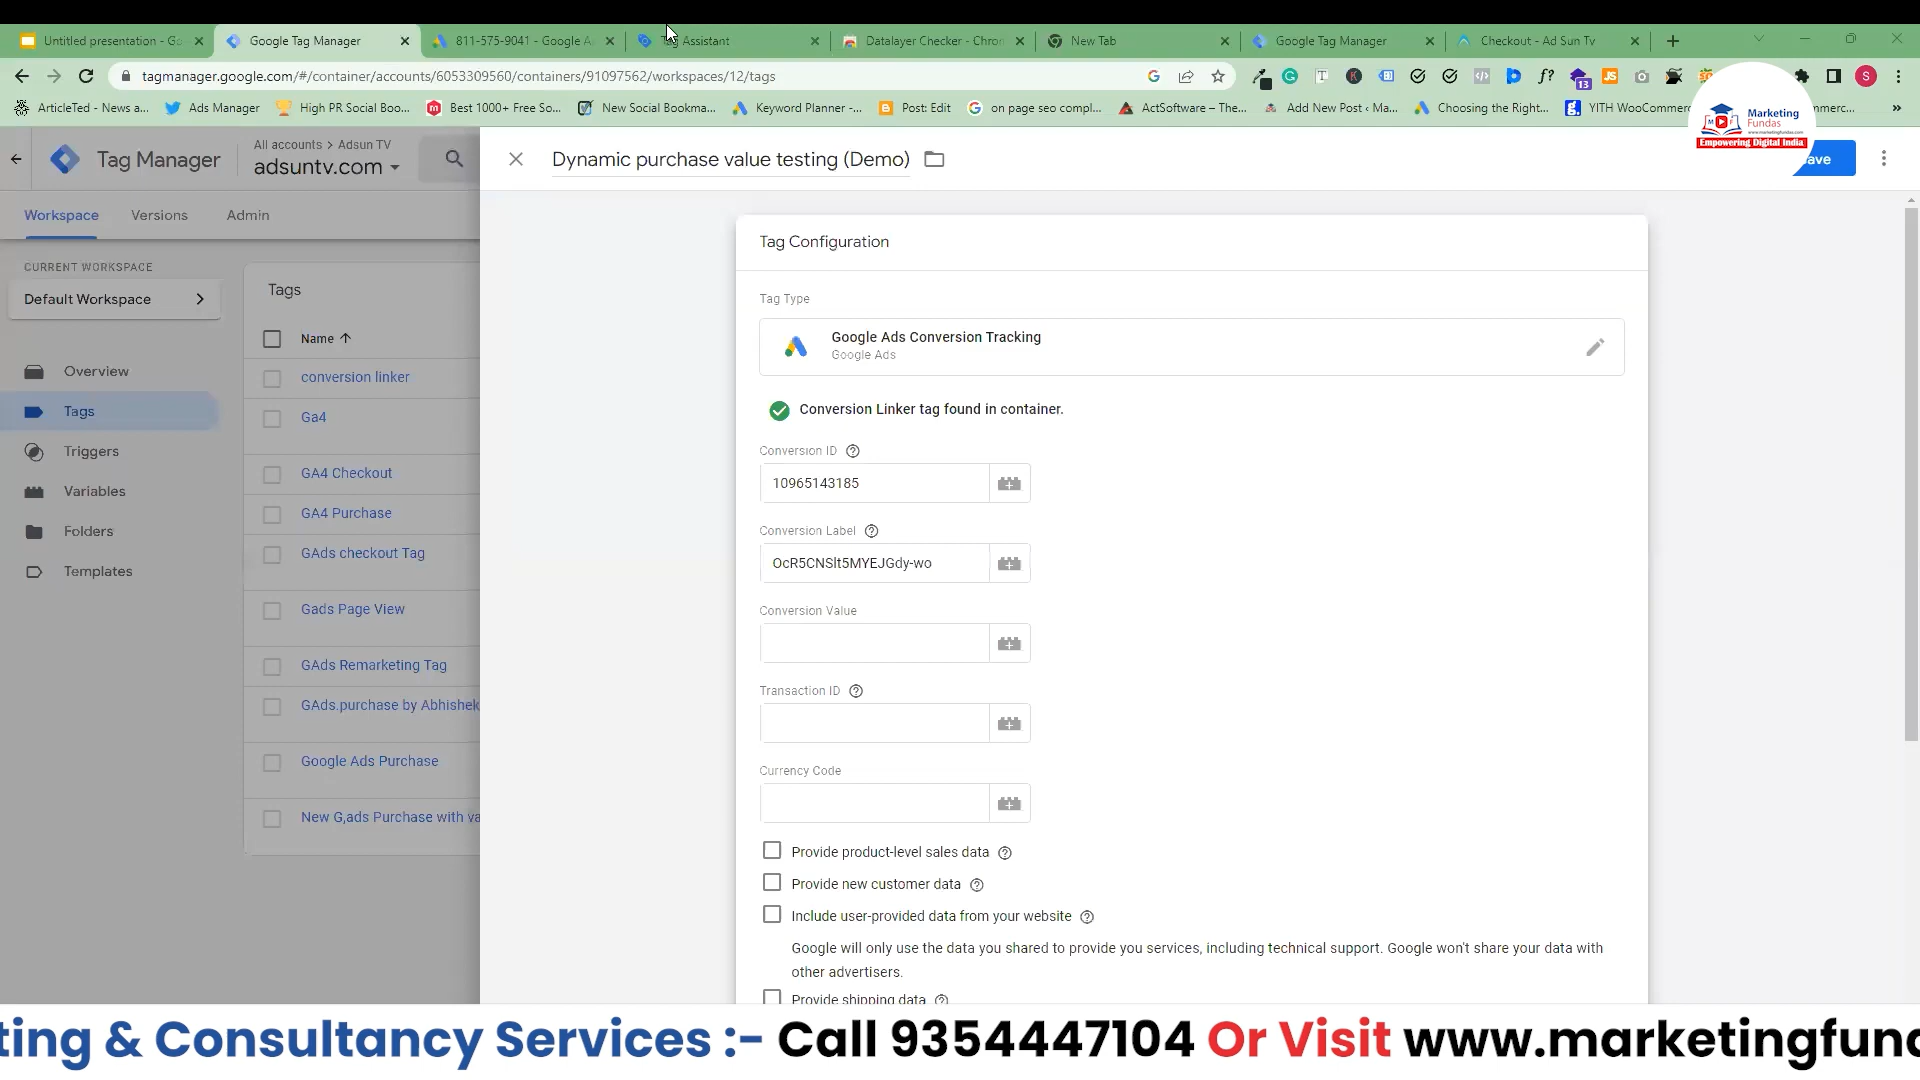 Untitled presentation - Go
Google Tag Manager
811-575-9041 - Google A
Tag Assistant
Datalayer Checker - Chrom
New Tab
Google Tag Manager
Checkout - Ad Sun Tv
tagmanager.google.com/#/container/accounts/6053309560/containers/91097562/workspaces/12/tags
ArticleTed - News a...
Ads Manager
High PR Social Boo...
Best 1000+ Free So...
New Social Bookma...
Keyword Planner -...
Post: Edit
on page seo compl...
ActSoftware – The...
Add New Post ‹ Ma...
Choosing the Right...
YITH WooCommerc
mmerc...
Marketing
Fundas
www.marketingfundas.com
Empowering Digital India
Tag Manager
All accounts > Adsun TV
adsuntv.com
Dynamic purchase value testing (Demo)
ave
Workspace
Versions
Admin
CURRENT WORKSPACE
Default Workspace
Overview
Tags
Triggers
Variables
Folders
Templates
Tags
Name
conversion linker
Ga4
GA4 Checkout
GA4 Purchase
GAds checkout Tag
Gads Page View
GAds Remarketing Tag
GAds.purchase by Abhishek
Google Ads Purchase
New G,ads Purchase with va
Tag Configuration
Tag Type
Google Ads Conversion Tracking
Google Ads
Conversion Linker tag found in container.
Conversion ID
10965143185
Conversion Label
OcR5CNSlt5MYEJGdy-wo
Conversion Value
Transaction ID
Currency Code
Provide product-level sales data
Provide new customer data
Include user-provided data from your website
Google will only use the data you shared to provide you services, including technical support. Google won't share your data with
other advertisers.
Provide shipping data
ting & Consultancy Services :- Call 9354447104 Or Visit www.marketingfund